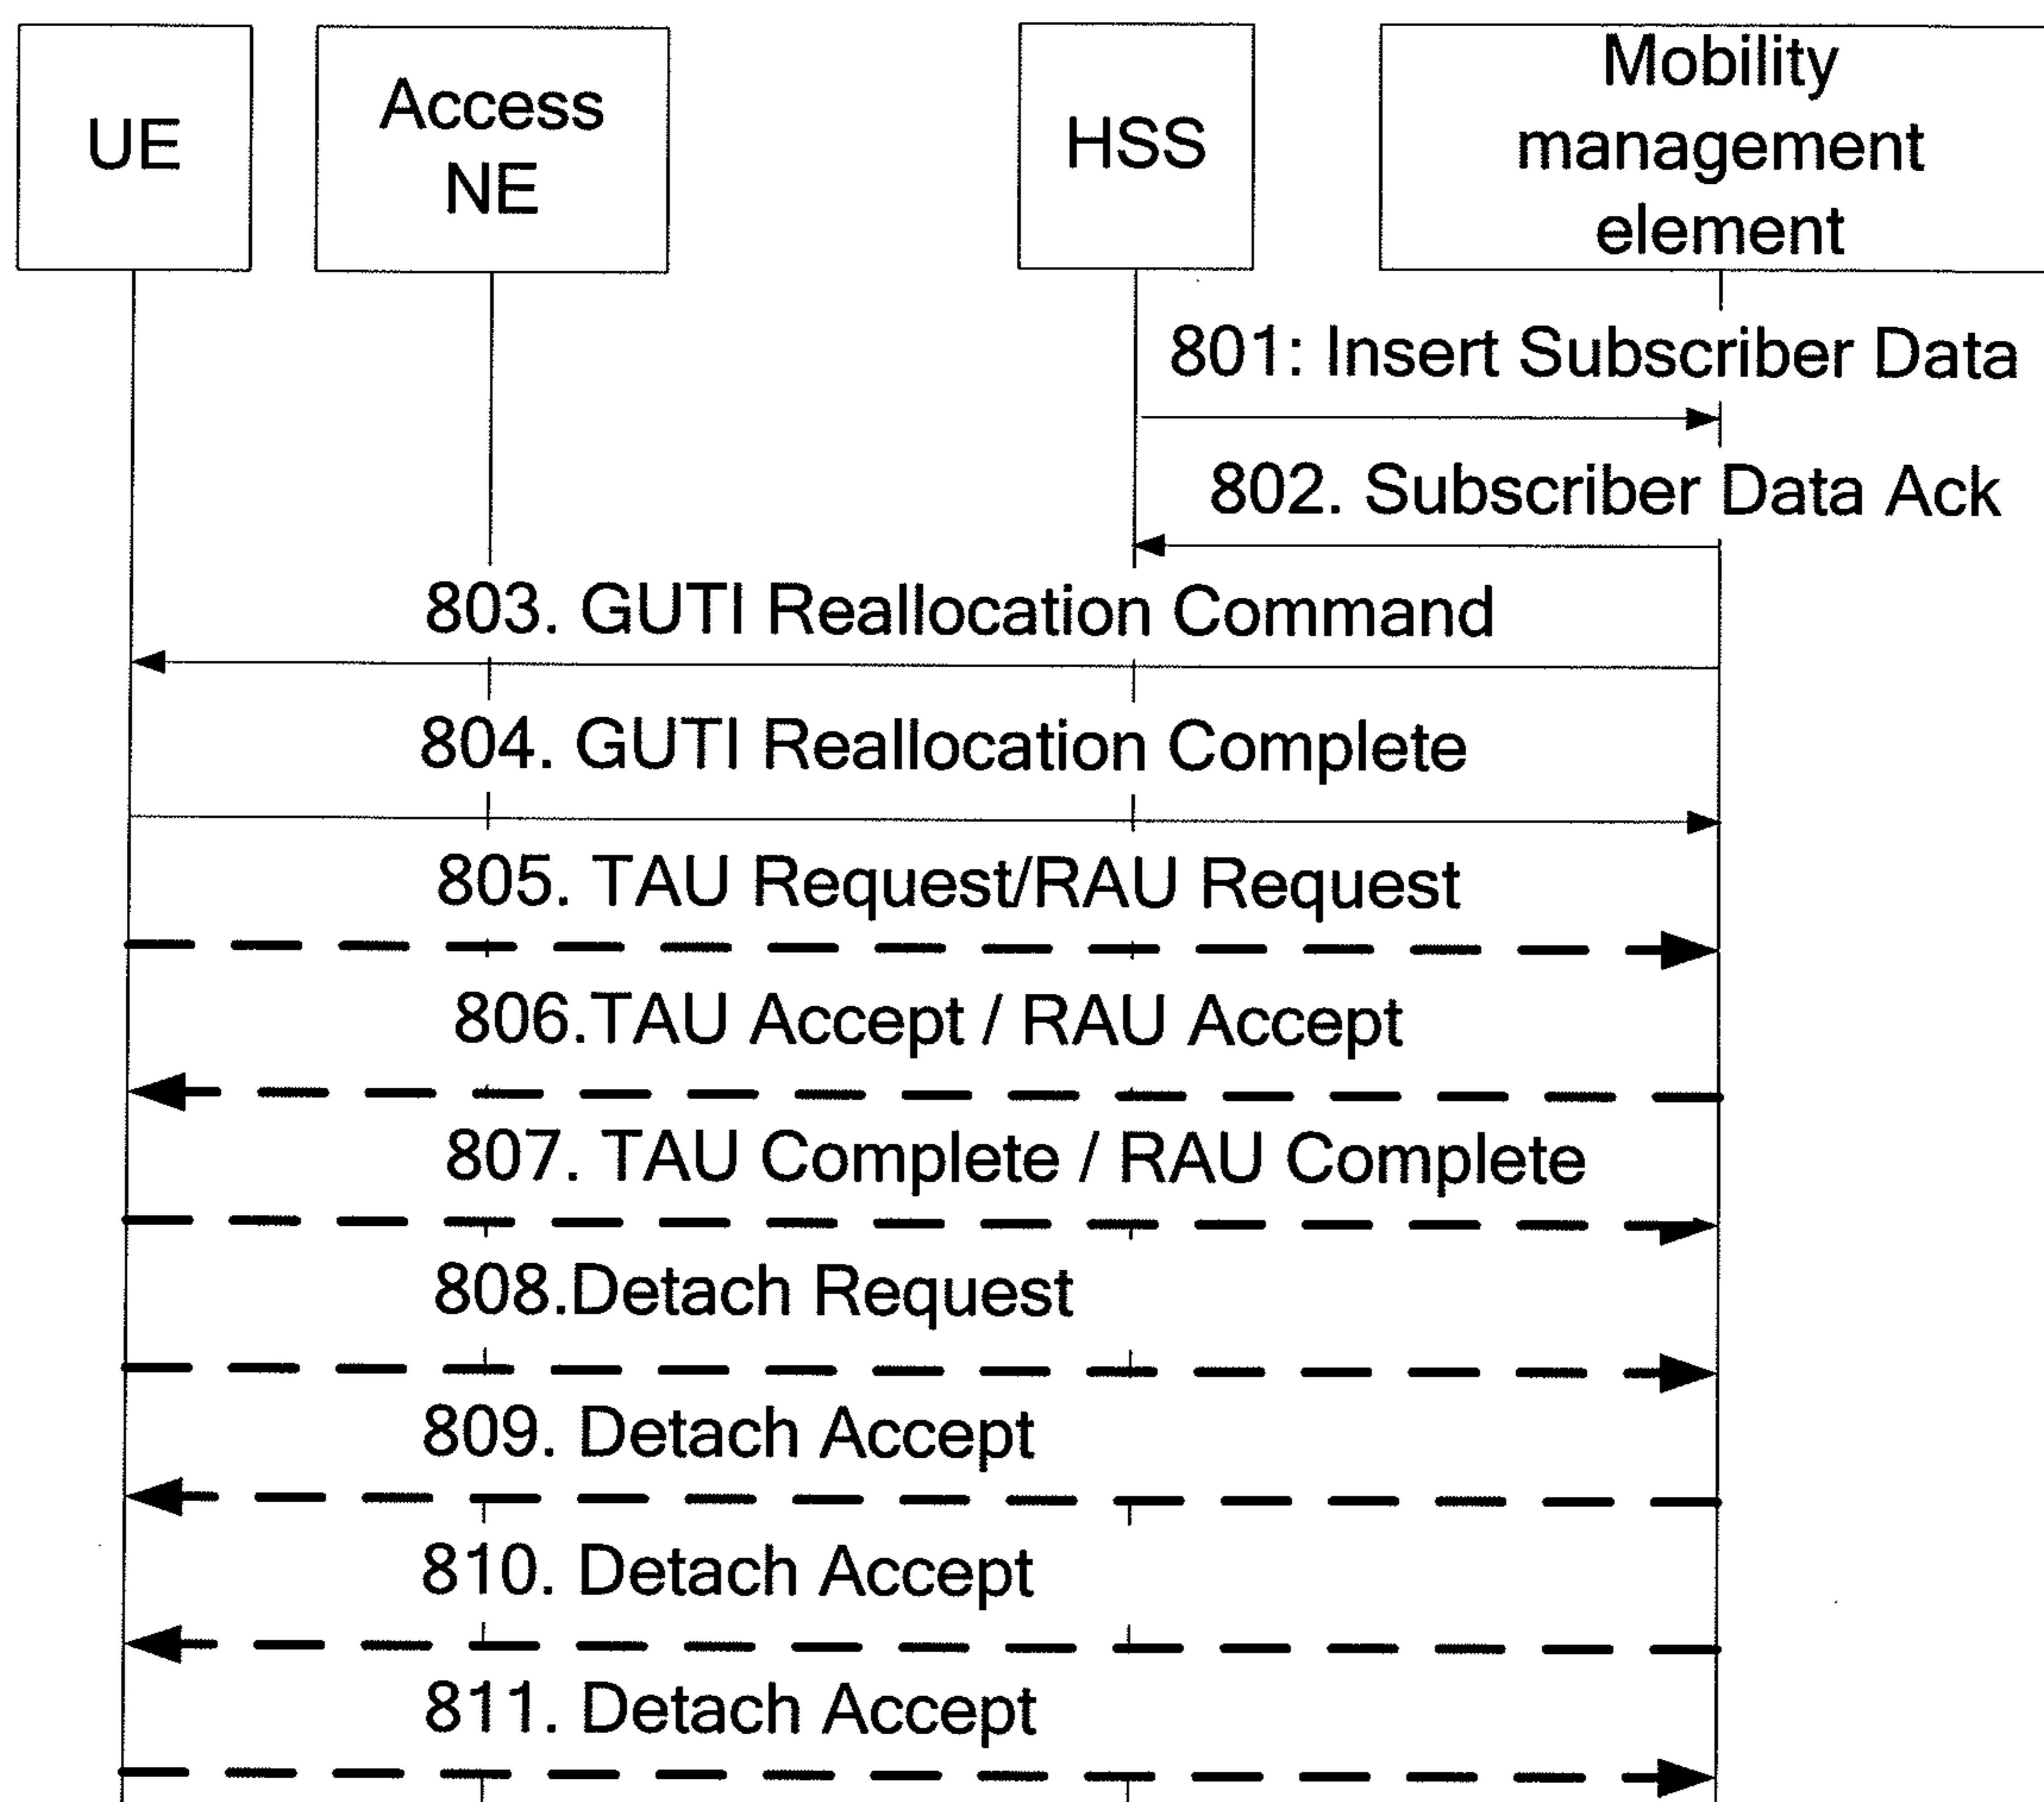 UE
Access
NE
HSS
Mobility
management
element
801: Insert Subscriber Data
802. Subscriber Data Ack
803. GUTI Reallocation Command
804. GUTI Reallocation Complete
805. TAU Request/RAU Request
806.TAU Accept / RAU Accept
807. TAU Complete / RAU Complete
808.Detach Request
809. Detach Accept
810. Detach Accept
811. Detach Accept